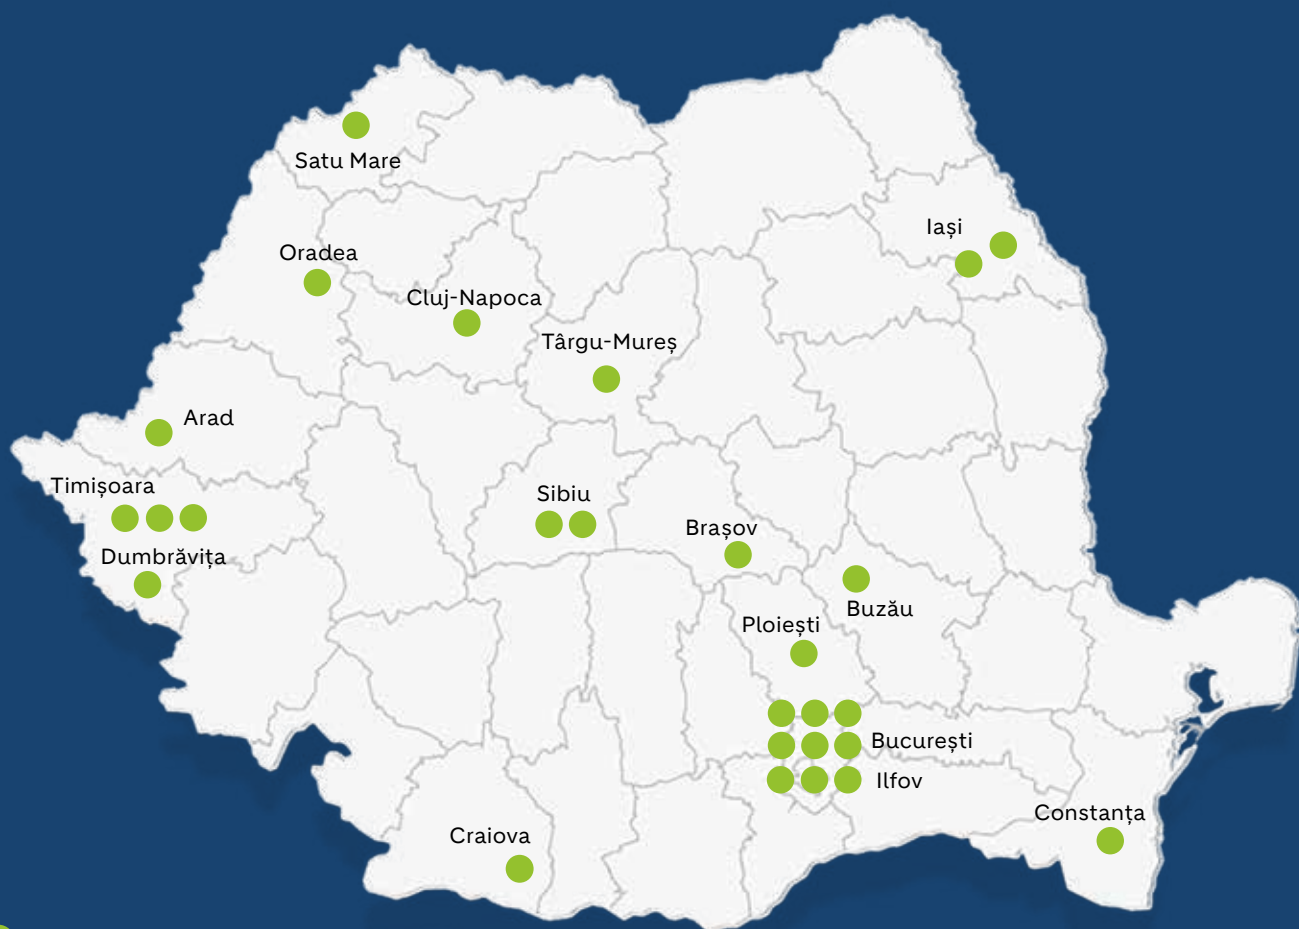 Satu Mare
Iași
Oradea
Cluj-Napoca
Târgu-Mureș
Arad
Timișoara
Sibiu
Brașov
Dumbrăvița
Buzău
Ploiești
București
Ilfov
Constanța
Craiova